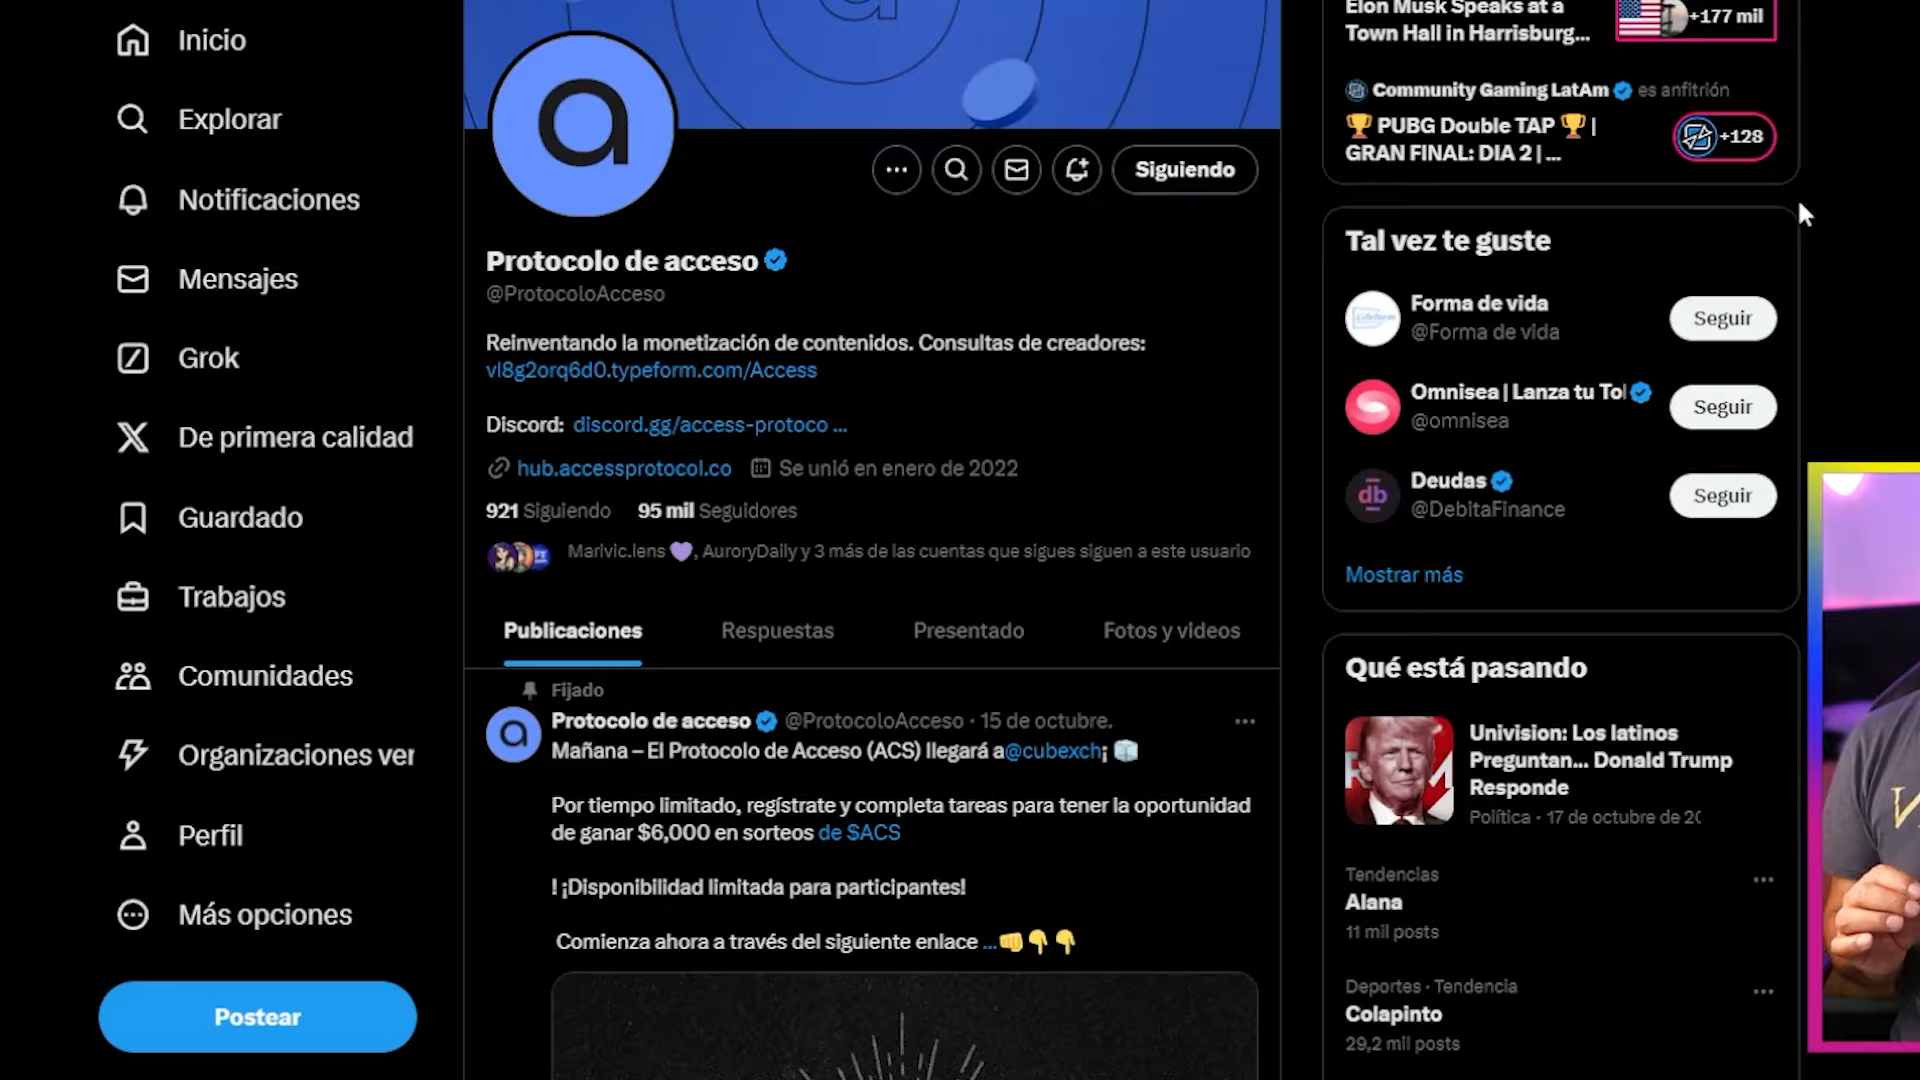 Inicio
Explorar
Notificaciones
Mensajes
Grok
De primera calidad
Guardado
Trabajos
Comunidades
Organizaciones ver
Perfil
Más opciones
Postear
a
Siguiendo
Protocolo de acceso
@ProtocoloAcceso
Reinventando la monetización de contenidos. Consultas de creadores:
vl8g2orq6d0.typeform.com/Access
Discord: discord.gg/access-protoco ...
hub.accessprotocol.co Se unió en enero de 2022
921 Siguiendo 95 mil Seguidores
Marivic.lens 💜, AuroryDaily y 3 más de las cuentas que sigues siguen a este usuario
Publicaciones Respuestas Presentado Fotos y videos
Fijado
Protocolo de acceso @ProtocoloAcceso · 15 de octubre.
Mañana – El Protocolo de Acceso (ACS) llegará a@cubexch¡ 🧊
Por tiempo limitado, regístrate y completa tareas para tener la oportunidad
de ganar $6,000 en sorteos de $ACS
! ¡Disponibilidad limitada para participantes!
Comienza ahora a través del siguiente enlace ...👊👇👇
Elon Musk Speaks at a
Town Hall in Harrisburg...
+177 mil
Community Gaming LatAm es anfitrión
🏆 PUBG Double TAP 🏆 |
GRAN FINAL: DIA 2 | ...
+128
Tal vez te guste
Forma de vida
@Forma de vida
Seguir
Omnisea | Lanza tu To
@omnisea
Seguir
db
Deudas
@DebitaFinance
Seguir
Mostrar más
Qué está pasando
Univision: Los latinos
Preguntan... Donald Trump
Responde
Política · 17 de octubre de 20
Tendencias
Alana
11 mil posts
Deportes · Tendencia
Colapinto
29,2 mil posts